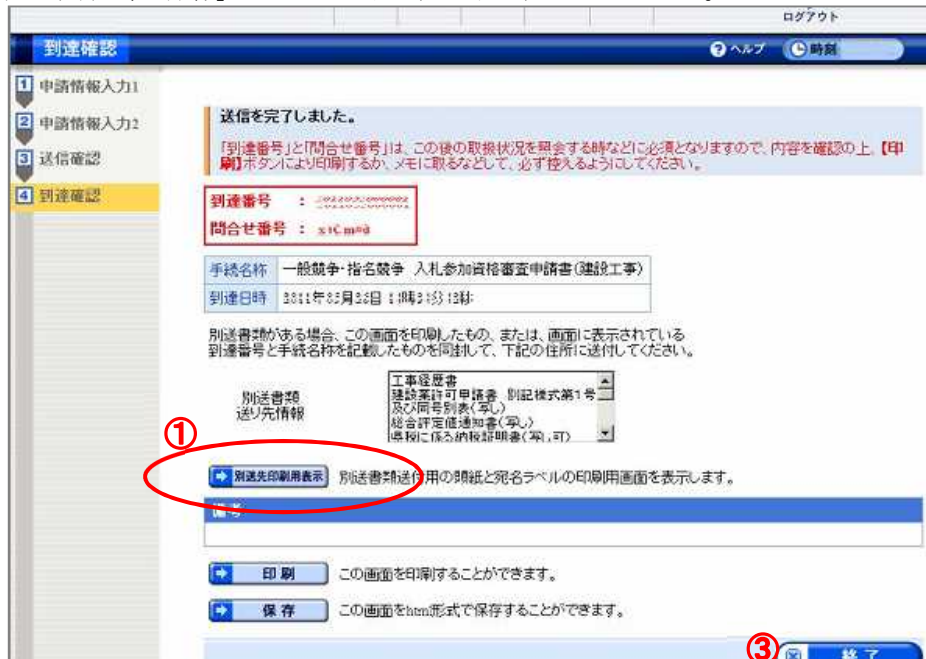 ログアウト
到達確認
ヘルプ
時刻
1 申請情報入力1
2 申請情報入力2
3 送信確認
4 到達確認
送信を完了しました。
「到達番号」と「問合せ番号」は、この後の取扱状況を照会する時などに必須となりますので、内容を確認の上、【印
刷】ボタンにより印刷するか、メモに取るなどして、必ず控えるようにしてください。
到達番号 :
問合せ番号 :
手続名称 一般競争・指名競争 入札参加資格審査申請書(建設工事)
到達日時
別送書類がある場合、この画面を印刷したもの、または、画面に表示されている
到達番号と手続名称を記載したものを同封して、下記の住所に送付してください。
別送書類
送り先情報
工事経歴書
建設業許可申請書 別記様式第1号
及び同号別表(写し)
総合評定値通知書(写し)
県税に係る納税証明書(写し可)
①
別送先印刷用表示 別送書類送付用の頭紙と宛名ラベルの印刷用画面を表示します。
備考
印刷 この画面を印刷することができます。
保存 この画面をhtm形式で保存することができます。
③
終了